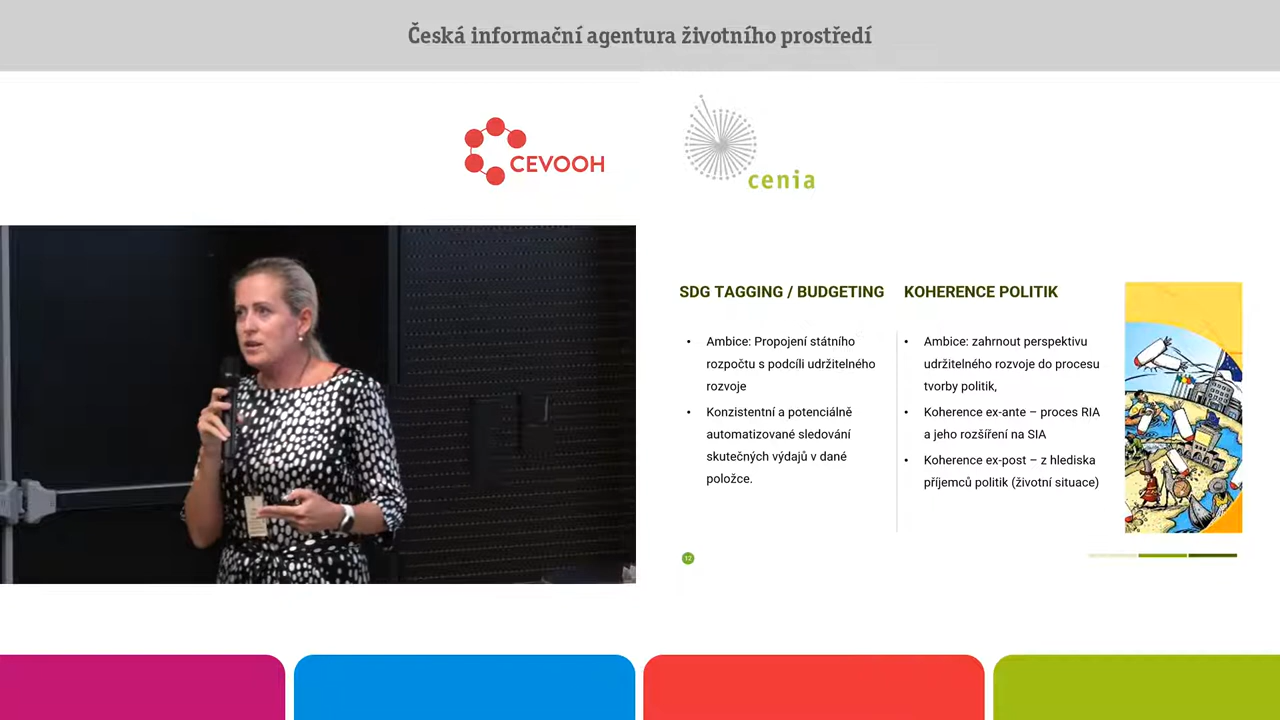 Česká informační agentura životního prostředí
CEVOOH
cenia
SDG TAGGING / BUDGETING
• Ambice: Propojení státního
rozpočtu s podcíli udržitelného
rozvoje
• Konzistentní a potenciálně
automatizované sledování
skutečných výdajů v dané
položce.
KOHERENCE POLITIK
• Ambice: zahrnout perspektivu
udržitelného rozvoje do procesu
tvorby politik,
• Koherence ex-ante – proces RIA
a jeho rozšíření na SIA
• Koherence ex-post – z hlediska
příjemců politik (životní situace)
12